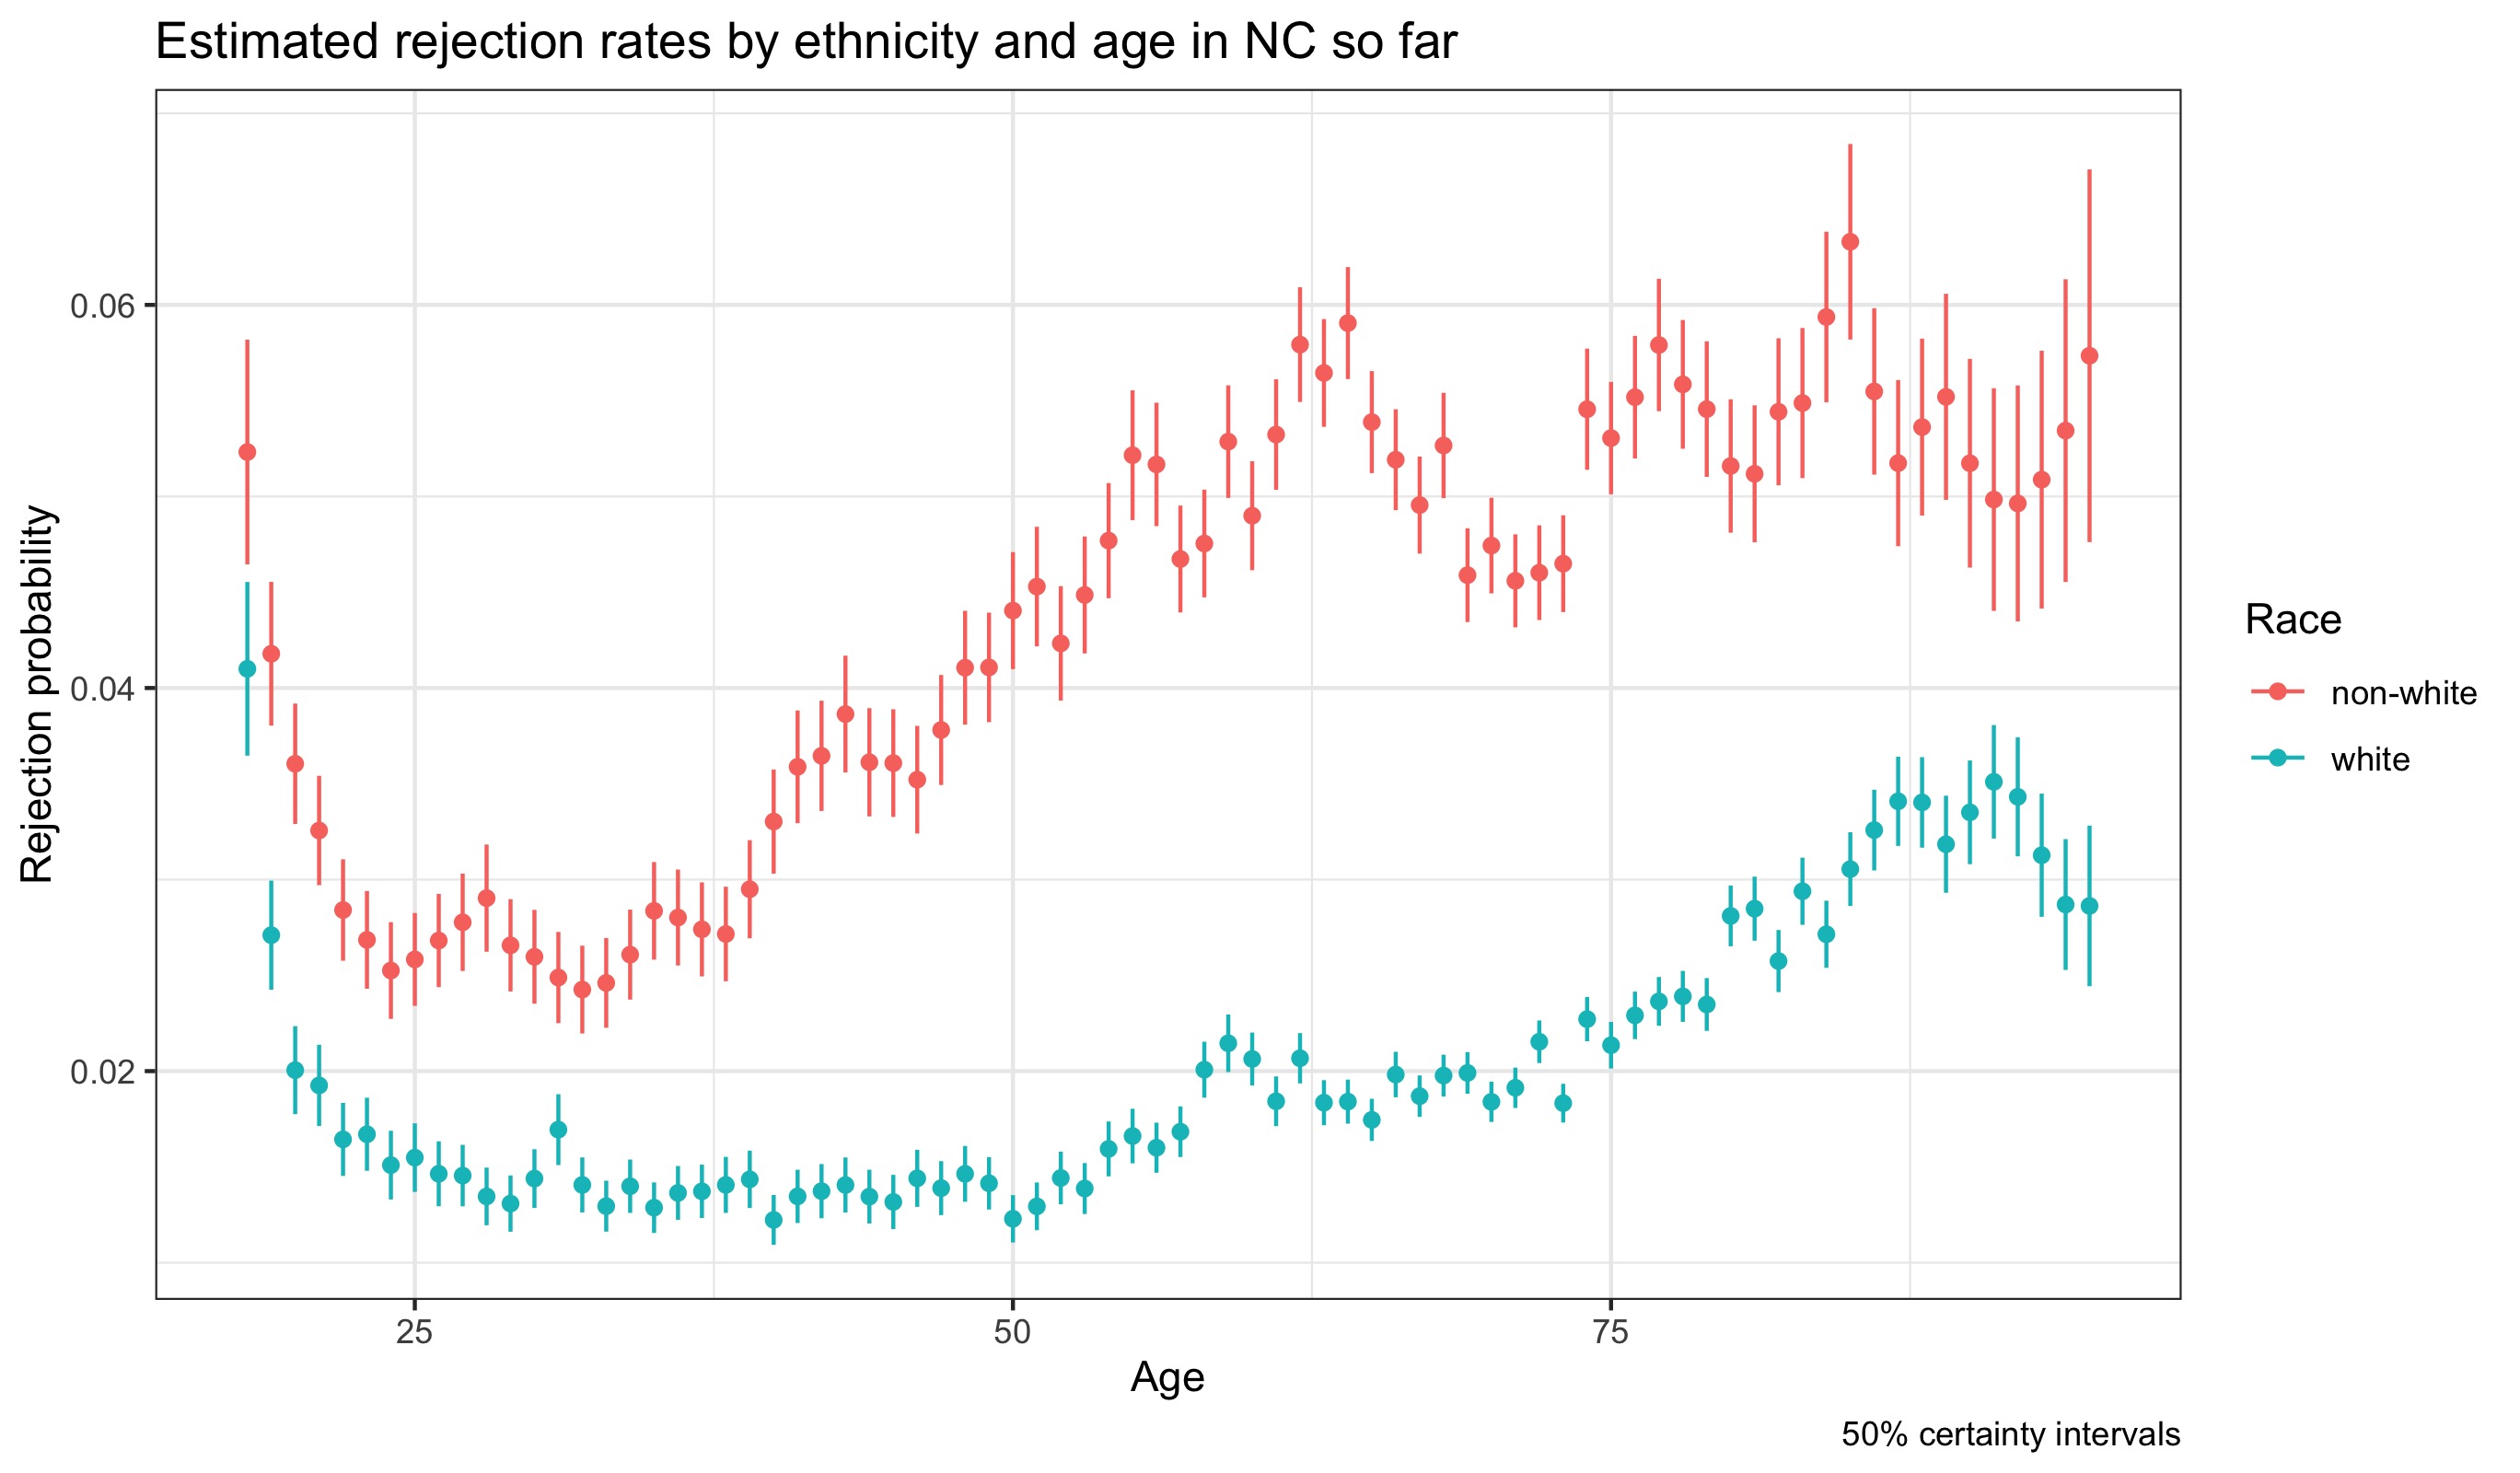 Estimated rejection rates by ethnicity and age in NC so far
Rejection probability
0.06
0.04
0.02
25
50
75
Age
Race
non-white
white
50% certainty intervals